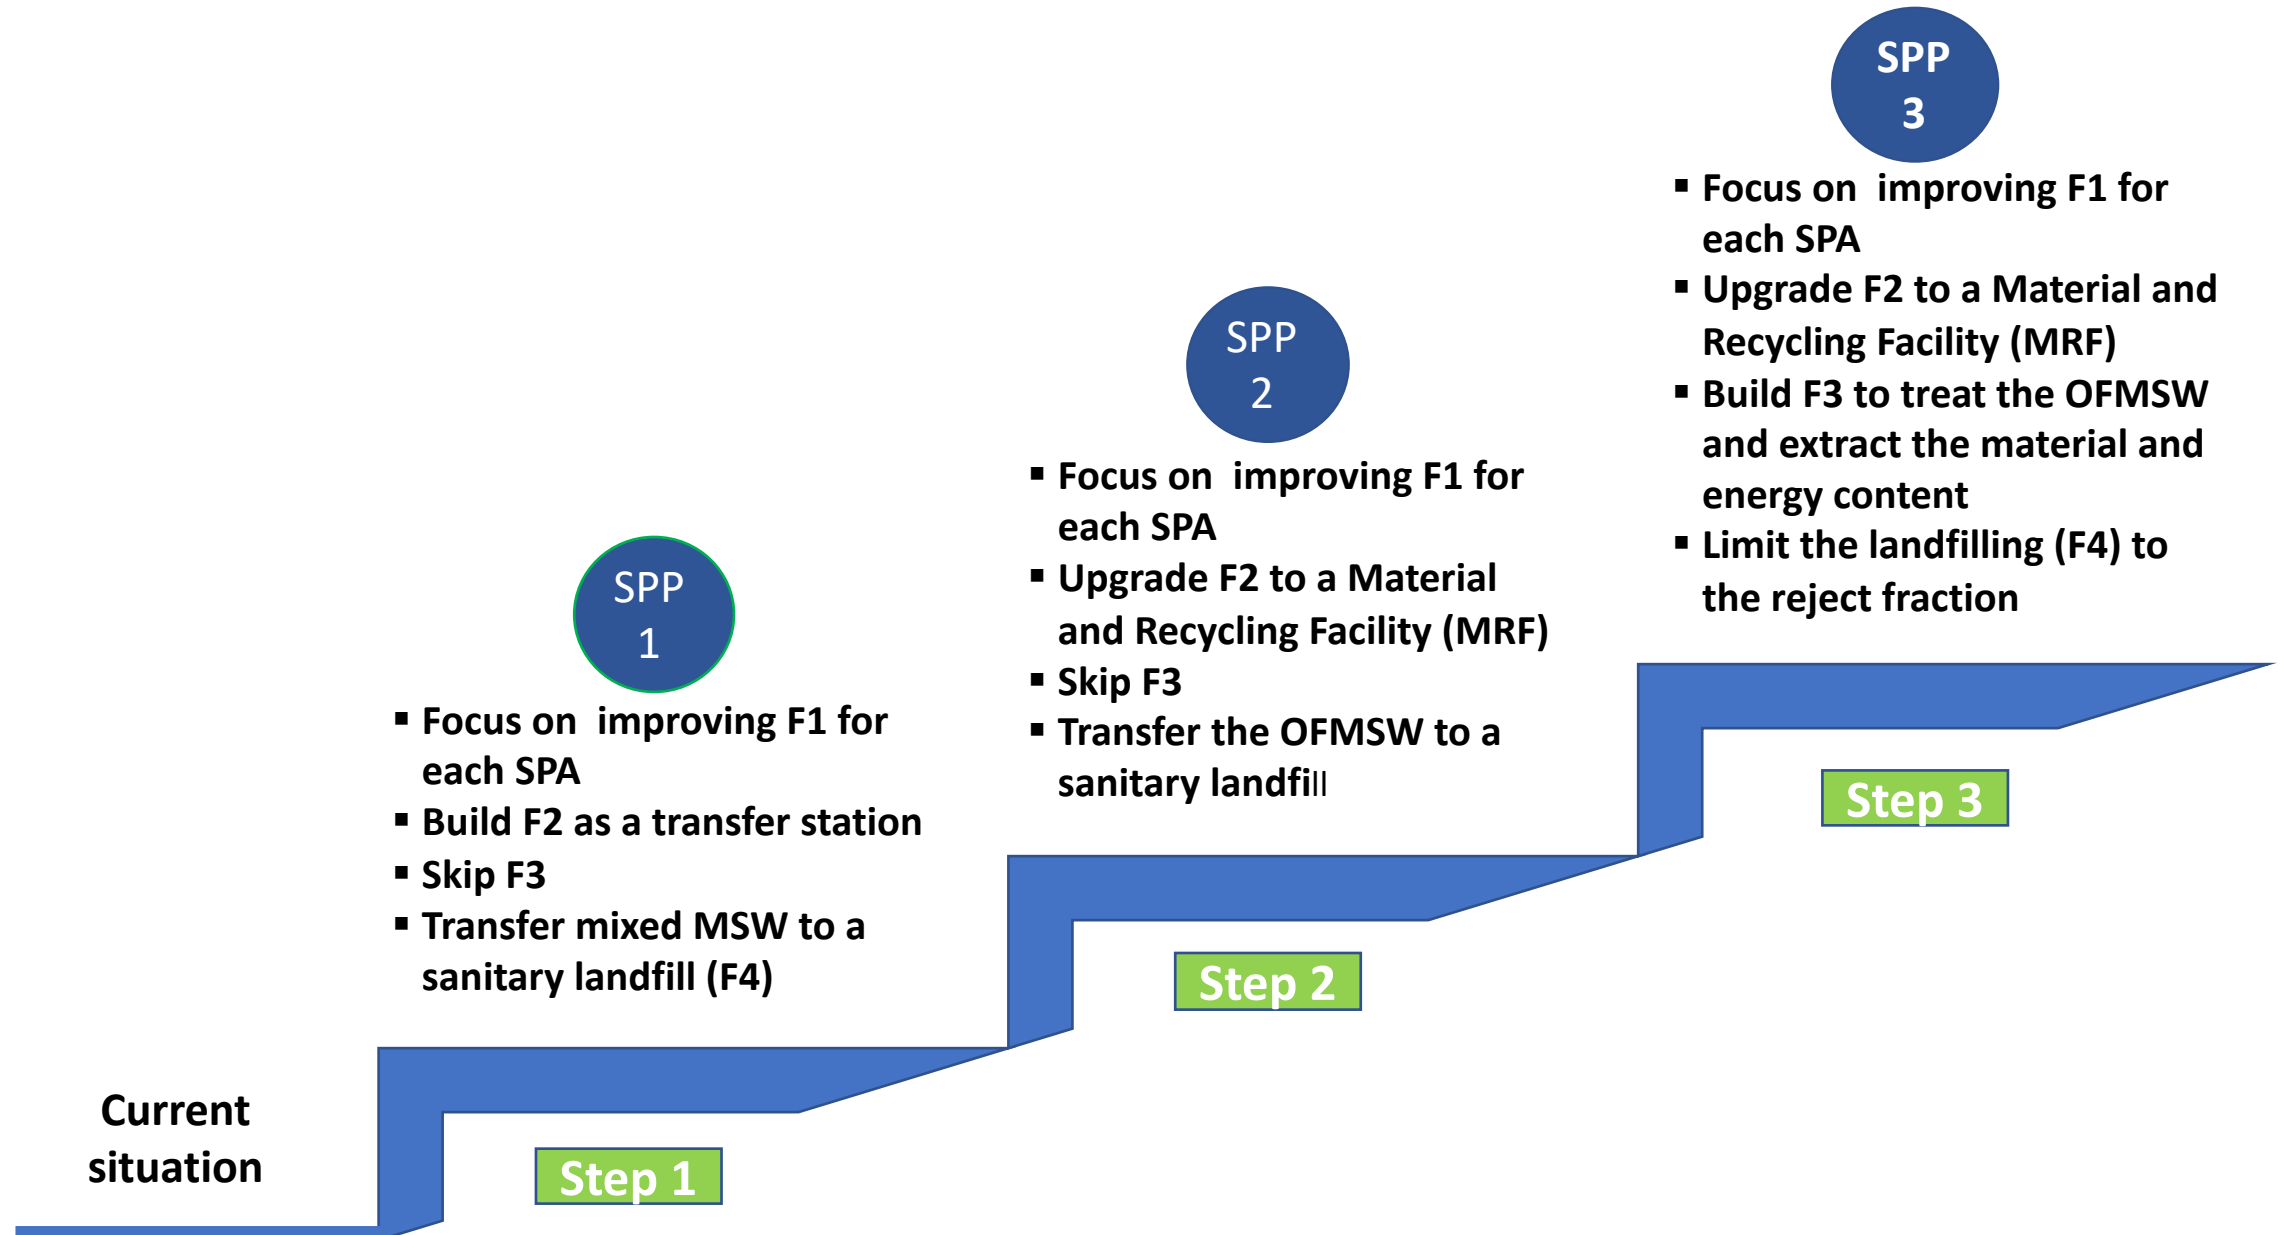 Current
situation
SPP
1
▪ Focus on  improving F1 for
each SPA
▪ Build F2 as a transfer station
▪ Skip F3
▪ Transfer mixed MSW to a
sanitary landfill (F4)
Step 1
SPP
2
▪ Focus on  improving F1 for
each SPA
▪ Upgrade F2 to a Material
and Recycling Facility (MRF)
▪ Skip F3
▪ Transfer the OFMSW to a
sanitary landfill
Step 2
SPP
3
▪ Focus on  improving F1 for
each SPA
▪ Upgrade F2 to a Material and
Recycling Facility (MRF)
▪ Build F3 to treat the OFMSW
and extract the material and
energy content
▪ Limit the landfilling (F4) to
the reject fraction
Step 3